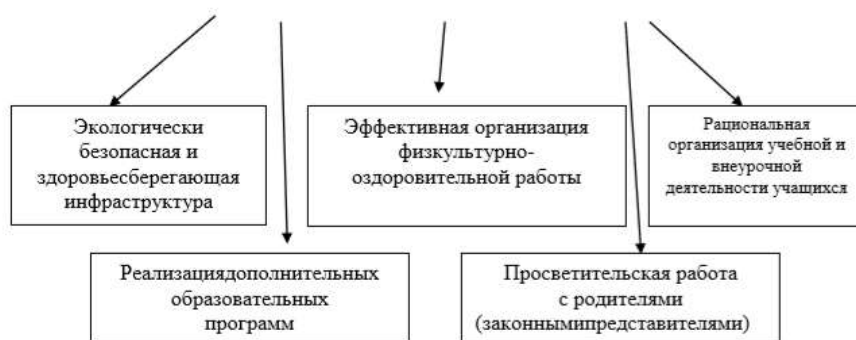 Экологически
безопасная и
здоровьесберегающая
инфраструктура
Эффективная организация
физкультурно-
оздоровительной работы
Рациональная
организация учебной и
внеурочной
деятельности учащихся
Реализациядополнительных
образовательных
программ
Просветительская работа
с родителями
(законнымипредставителями)